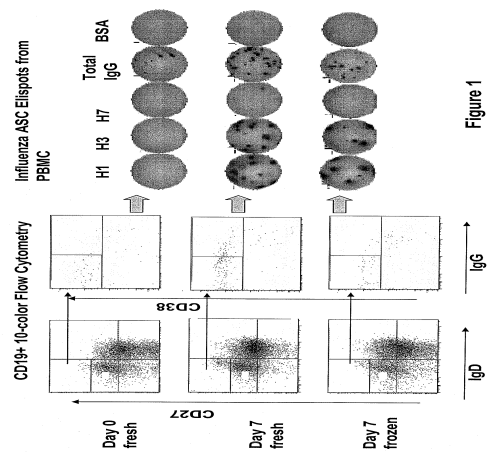 CD19+ 10-color Flow Cytometry
Influenza ASC Elispots from
PBMC
H1 H3 H7 Total
IgG BSA
Day 0
fresh
Day 7
fresh
Day 7
frozen
CD27
CD38
IgD
IgG
Figure 1